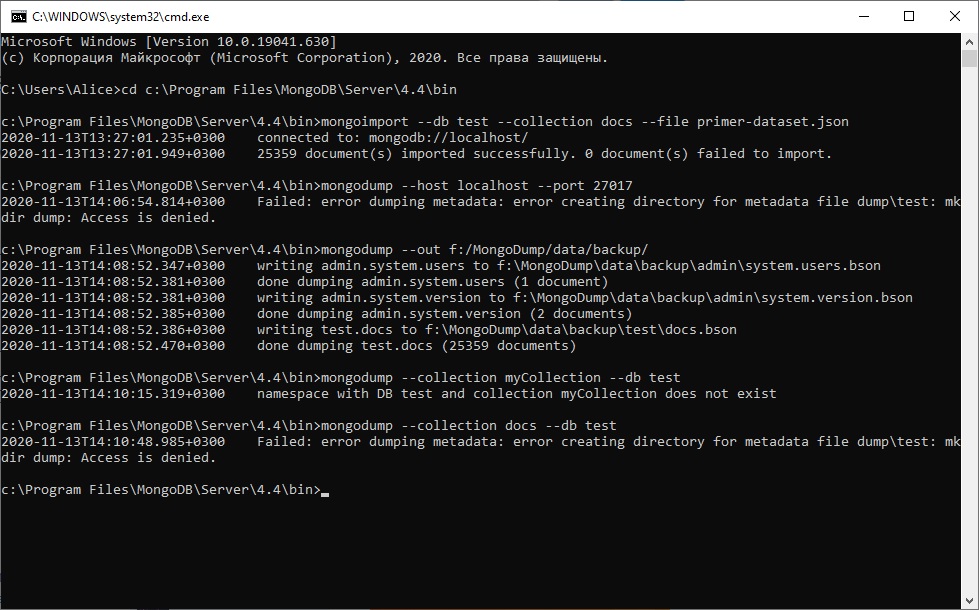 C:\WINDOWS\system32\cmd.exe
Microsoft Windows [Version 10.0.19041.630]
(c) Корпорация Майкрософт (Microsoft Corporation), 2020. Все права защищены.
C:\Users\Alice>cd c:\Program Files\MongoDB\Server\4.4\bin
c:\Program Files\MongoDB\Server\4.4\bin>mongoimport --db test --collection docs --file primer-dataset.json
2020-11-13T13:27:01.235+0300    connected to: mongodb://localhost/
2020-11-13T13:27:01.949+0300    25359 document(s) imported successfully. 0 document(s) failed to import.
c:\Program Files\MongoDB\Server\4.4\bin>mongodump --host localhost --port 27017
2020-11-13T14:06:54.814+0300    Failed: error dumping metadata: error creating directory for metadata file dump\test: mk
dir dump: Access is denied.
c:\Program Files\MongoDB\Server\4.4\bin>mongodump --out f:/MongoDump/data/backup/
2020-11-13T14:08:52.347+0300    writing admin.system.users to f:\MongoDump\data\backup\admin\system.users.bson
2020-11-13T14:08:52.381+0300    done dumping admin.system.users (1 document)
2020-11-13T14:08:52.381+0300    writing admin.system.version to f:\MongoDump\data\backup\admin\system.version.bson
2020-11-13T14:08:52.385+0300    done dumping admin.system.version (2 documents)
2020-11-13T14:08:52.386+0300    writing test.docs to f:\MongoDump\data\backup\test\docs.bson
2020-11-13T14:08:52.470+0300    done dumping test.docs (25359 documents)
c:\Program Files\MongoDB\Server\4.4\bin>mongodump --collection myCollection --db test
2020-11-13T14:10:15.319+0300    namespace with DB test and collection myCollection does not exist
c:\Program Files\MongoDB\Server\4.4\bin>mongodump --collection docs --db test
2020-11-13T14:10:48.985+0300    Failed: error dumping metadata: error creating directory for metadata file dump\test: mk
dir dump: Access is denied.
c:\Program Files\MongoDB\Server\4.4\bin>